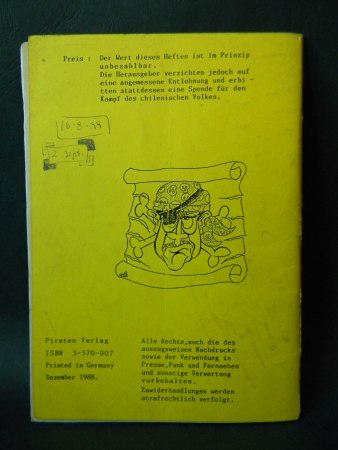 Preis : Der Wert dieses Heftes ist im Prinzip
unbezahlbar.
Die Herausgeber verzichten jedoch auf
eine angemessene Entlohnung und erbi -
tten stattdessen eine Spende für den
Kampf des chilenischen Volkes.
16-8-88
Piraten Verlag
ISBN 3-570-007
Printed in Germany
Dezember 1988.
Alle Rechte,auch die des
auszugsweisen Nachdrucks
sowie der Verwendung in
Presse,Funk und Fernsehen
und sonstige Verwertung
vorbehalten.
Zuwiderhandlungen werden
strafrechtlich verfolgt.